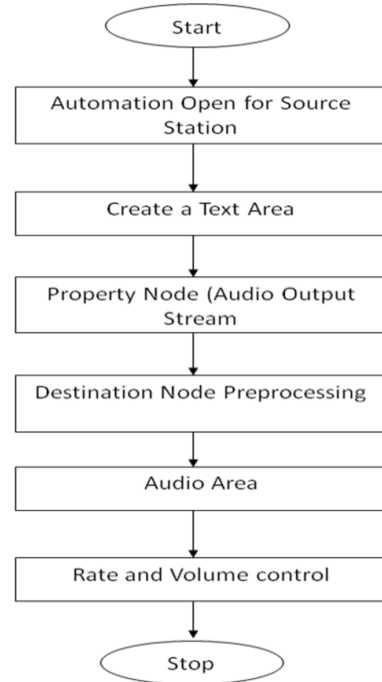 Start
Automation Open for Source
Station
Create a Text Area
Property Node (Audio Output
Stream
Destination Node Preprocessing
Audio Area
Rate and Volume control
Stop